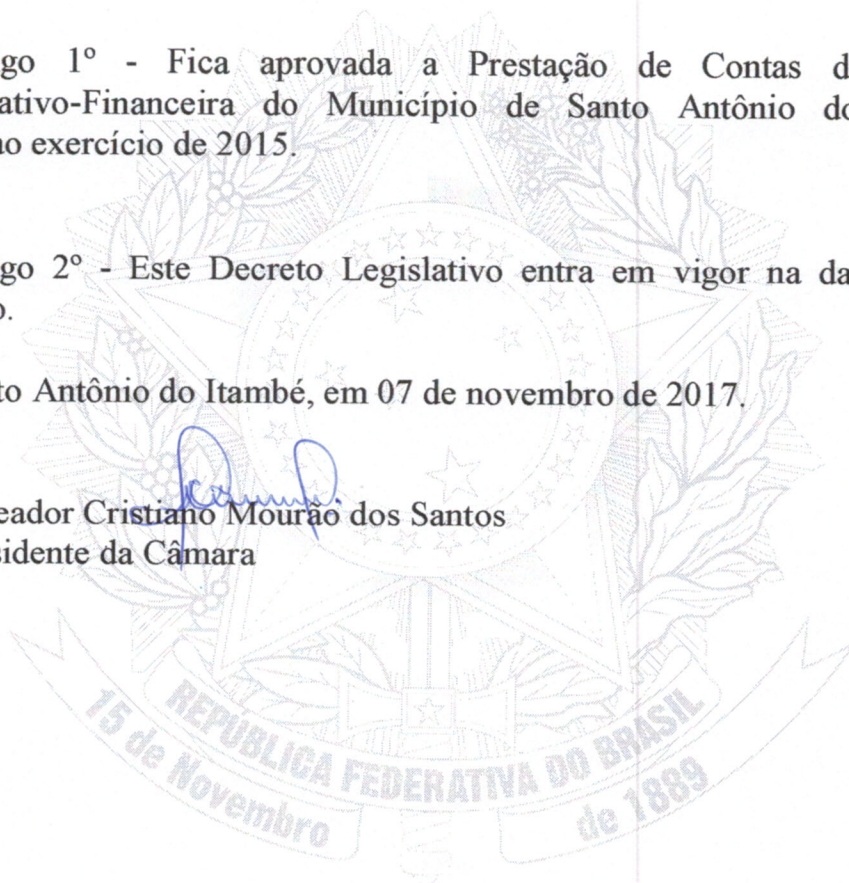 go 1º - Fica aprovada a Prestação de Contas d
ativo-Financeira do Município de Santo Antônio do
no exercício de 2015.
go 2º - Este Decreto Legislativo entra em vigor na da
o.
to Antônio do Itambé, em 07 de novembro de 2017.
eador Cristiano Mourão dos Santos
sidente da Câmara
REPÚBLICA FEDERATIVA DO BRASIL
15 de Novembro de 1889